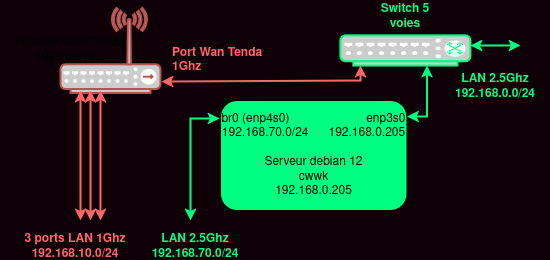 Switch 5
voies
Port Wan Tenda
1Ghz
LAN 2.5Ghz
192.168.0.0/24
br0 (enp4s0)
enp3s0
192.168.70.0/24
192.168.0.205
Serveur debian 12
cwwk
192.168.0.205
3 ports LAN 1Ghz
192.168.10.0/24
LAN 2.5Ghz
192.168.70.0/24